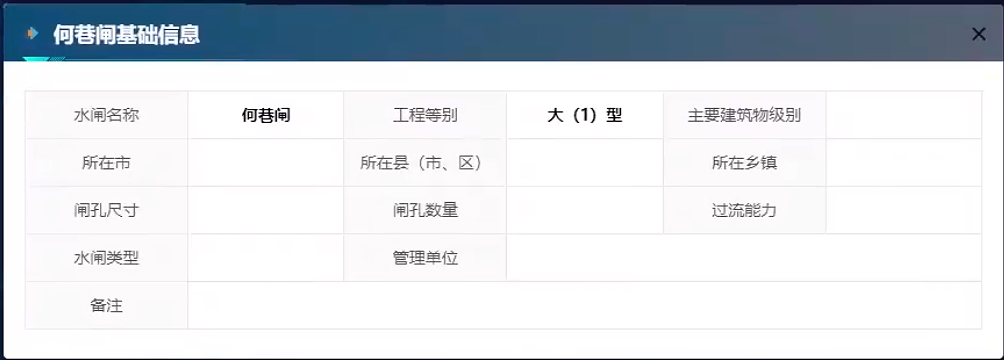 何巷闸基础信息
水闸名称 何巷闸 工程等别 大（1）型 主要建筑物级别
所在市 所在县（市、区） 所在乡镇
闸孔尺寸 闸孔数量 过流能力
水闸类型 管理单位
备注